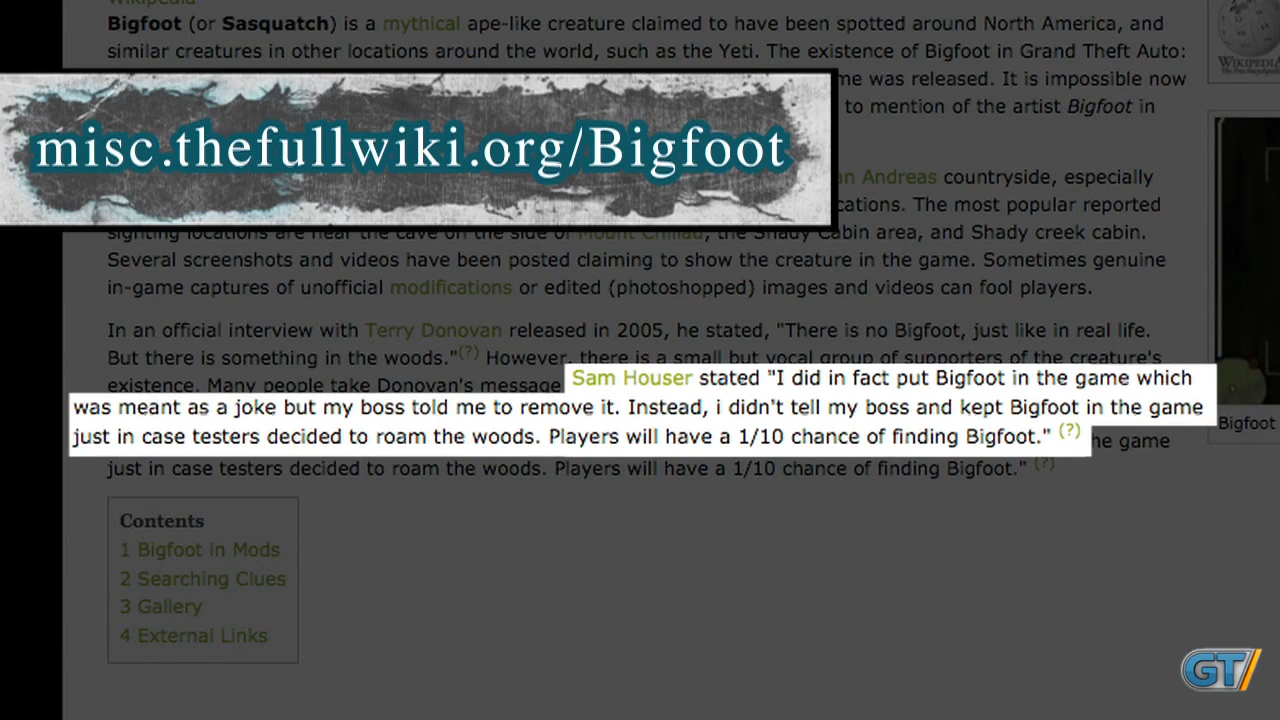 Wikipedia
Bigfoot (or Sasquatch) is a mythical ape-like creature claimed to have been spotted around North America, and
similar creatures in other locations around the world, such as the Yeti. The existence of Bigfoot in Grand Theft Auto:
me was released. It is impossible now
to mention of the artist Bigfoot in
misc.thefullwiki.org/Bigfoot
an Andreas countryside, especially
cations. The most popular reported
sighting locations are near the cave on the side of Mount Chiliad, the Shady Cabin area, and Shady creek cabin.
Several screenshots and videos have been posted claiming to show the creature in the game. Sometimes genuine
in-game captures of unofficial modifications or edited (photoshopped) images and videos can fool players.
In an official interview with Terry Donovan released in 2005, he stated, "There is no Bigfoot, just like in real life.
But there is something in the woods."(?) However, there is a small but vocal group of supporters of the creature's
existence. Many people take Donovan's message
Sam Houser stated "I did in fact put Bigfoot in the game which
was meant as a joke but my boss told me to remove it. Instead, i didn't tell my boss and kept Bigfoot in the game
just in case testers decided to roam the woods. Players will have a 1/10 chance of finding Bigfoot." (?)
he game
just in case testers decided to roam the woods. Players will have a 1/10 chance of finding Bigfoot." (?)
Contents
1 Bigfoot in Mods
2 Searching Clues
3 Gallery
4 External Links
WIKIPEDIA
Bigfoot
GT